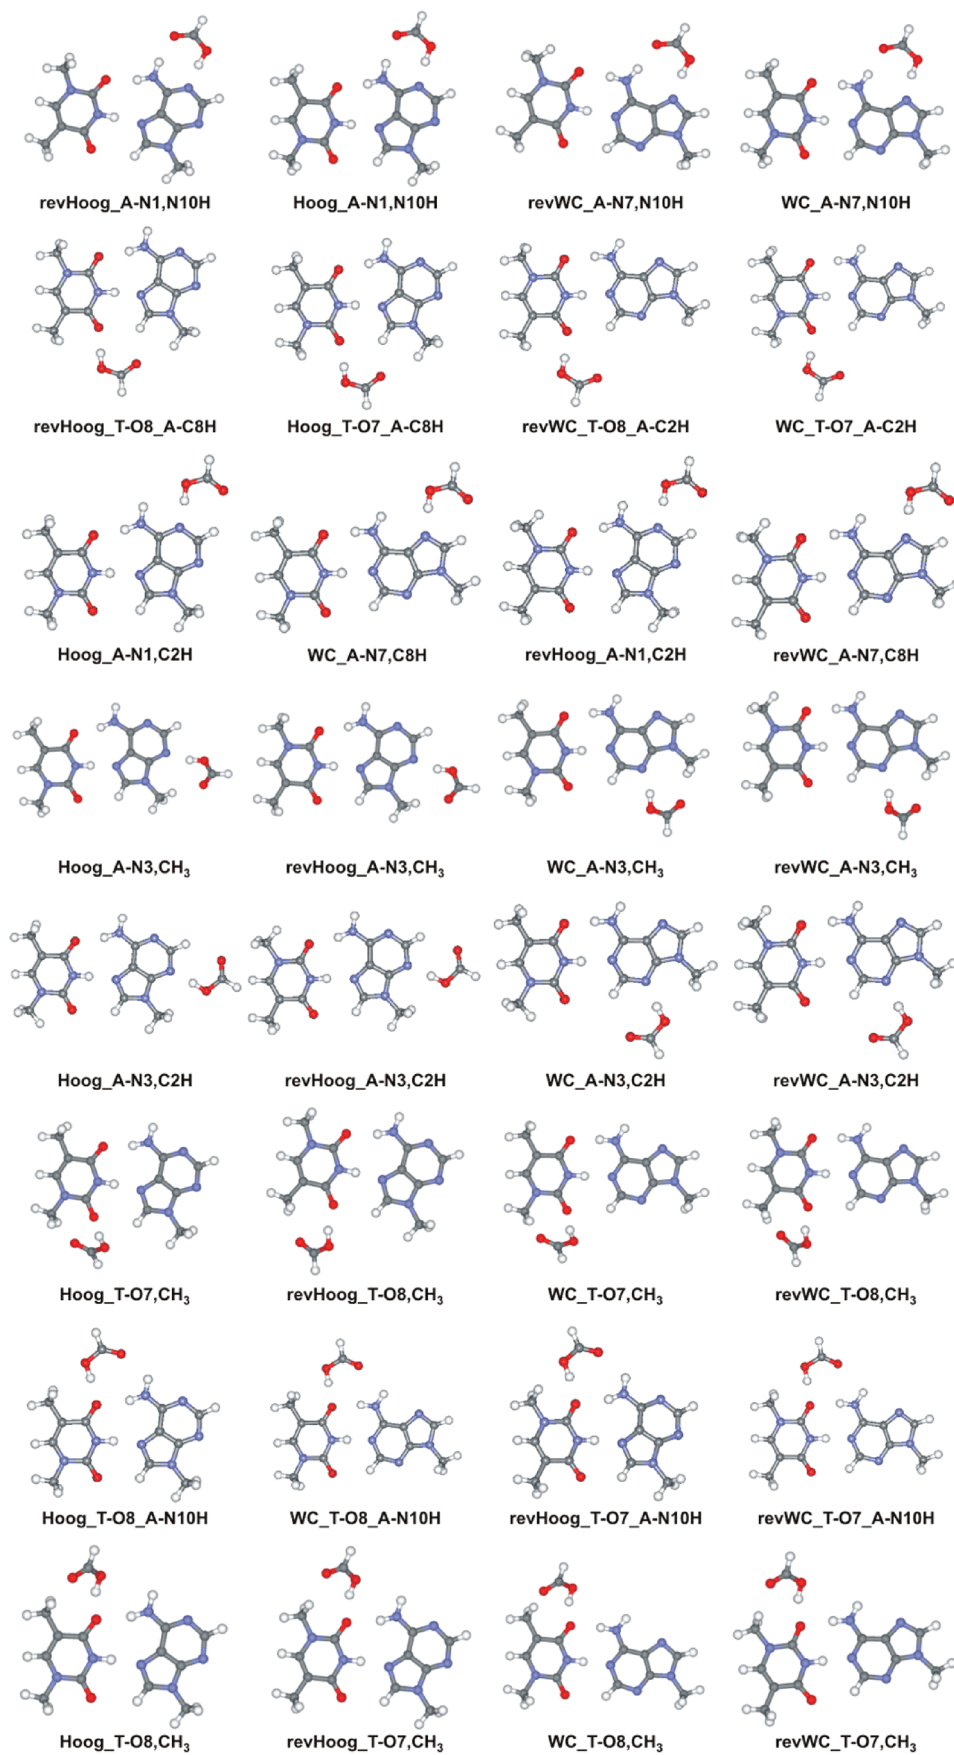 revHoog_A-N1,N10H
Hoog_A-N1,N10H
revWC_A-N7,N10H
WC_A-N7,N10H
revHoog_T-O8_A-C8H
Hoog_T-O7_A-C8H
revWC_T-O8_A-C2H
WC_T-O7_A-C2H
Hoog_A-N1,C2H
WC_A-N7,C8H
revHoog_A-N1,C2H
revWC_A-N7,C8H
Hoog_A-N3,CH₃
revHoog_A-N3,CH₃
WC_A-N3,CH₃
revWC_A-N3,CH₃
Hoog_A-N3,C2H
revHoog_A-N3,C2H
WC_A-N3,C2H
revWC_A-N3,C2H
Hoog_T-O7,CH₃
revHoog_T-O8,CH₃
WC_T-O7,CH₃
revWC_T-O8,CH₃
Hoog_T-O8_A-N10H
WC_T-O8_A-N10H
revHoog_T-O7_A-N10H
revWC_T-O7_A-N10H
Hoog_T-O8,CH₃
revHoog_T-O7,CH₃
WC_T-O8,CH₃
revWC_T-O7,CH₃